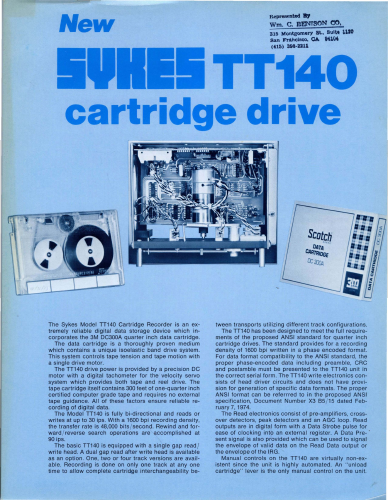 New
Represented By
Wm. C. DENISON CO.
315 Montgomery St., Suite 1130
San Francisco, CA 94104
SYKES TT140
cartridge drive
Scotch
DATA
CARTRIDGE
DC 300A
3M
The Sykes Model TT140 Cartridge Recorder is an ex-
tremely reliable digital data storage device which in-
corporates the 3M DC300A quarter inch data cartridge.
The data cartridge is a thoroughly proven medium
which contains a unique isoelastic band drive system.
This system controls tape tension and tape motion with
a single drive motor.
The TT140 drive power is provided by a precision DC
motor with a digital tachometer for the velocity servo
system which provides both tape and reel drive. The
tape cartridge itself contains 300 feet of one-quarter inch
certified computer grade tape and requires no external
tape guidance. All of these factors ensure reliable re-
cording of digital data.
The Model TT140 is fully bi-directional and reads or
writes at up to 30 ips. With a 1600 bpi recording density,
the transfer rate is 48,000 bits/second. Rewind and for-
ward/reverse search operations are accomplished at
90 ips.
The basic TT140 is equipped with a single gap read/
write head. A dual gap read after write head is available
as an option. One, two or four track versions are avail-
able. Recording is done on only one track at any one
time to allow complete cartridge interchangeability be-
tween transports utilizing different track configurations.
The TT140 has been designed to meet the full require-
ments of the proposed ANSI standard for quarter inch
cartridge drives. The standard provides for a recording
density of 1600 bpi written in a phase encoded format.
For data format compatibility to the ANSI standard, the
proper phase-encoded data including preamble, CRC
and postamble must be presented to the TT140 unit in
the correct serial form. The TT140 write electronics con-
sists of head driver circuits and does not have provi-
sion for generation of specific data formats. The proper
ANSI format can be referred to in the proposed ANSI
specification, Document Number X3 B5/15 dated Feb-
ruary 7, 1974.
The Read electronics consist of pre-amplifiers, cross-
over detectors, peak detectors and an AGC loop. Read
outputs are in digital form with a Data Strobe pulse for
ease of clocking into an external register. A Data Pre-
sent signal is also provided which can be used to signal
the envelope of valid data on the Read Data output or
the envelope of the IRG.
Manual controls on the TT140 are virtually non-ex-
istent since the unit is highly automated. An "unload
cartridge" lever is the only manual control on the unit.